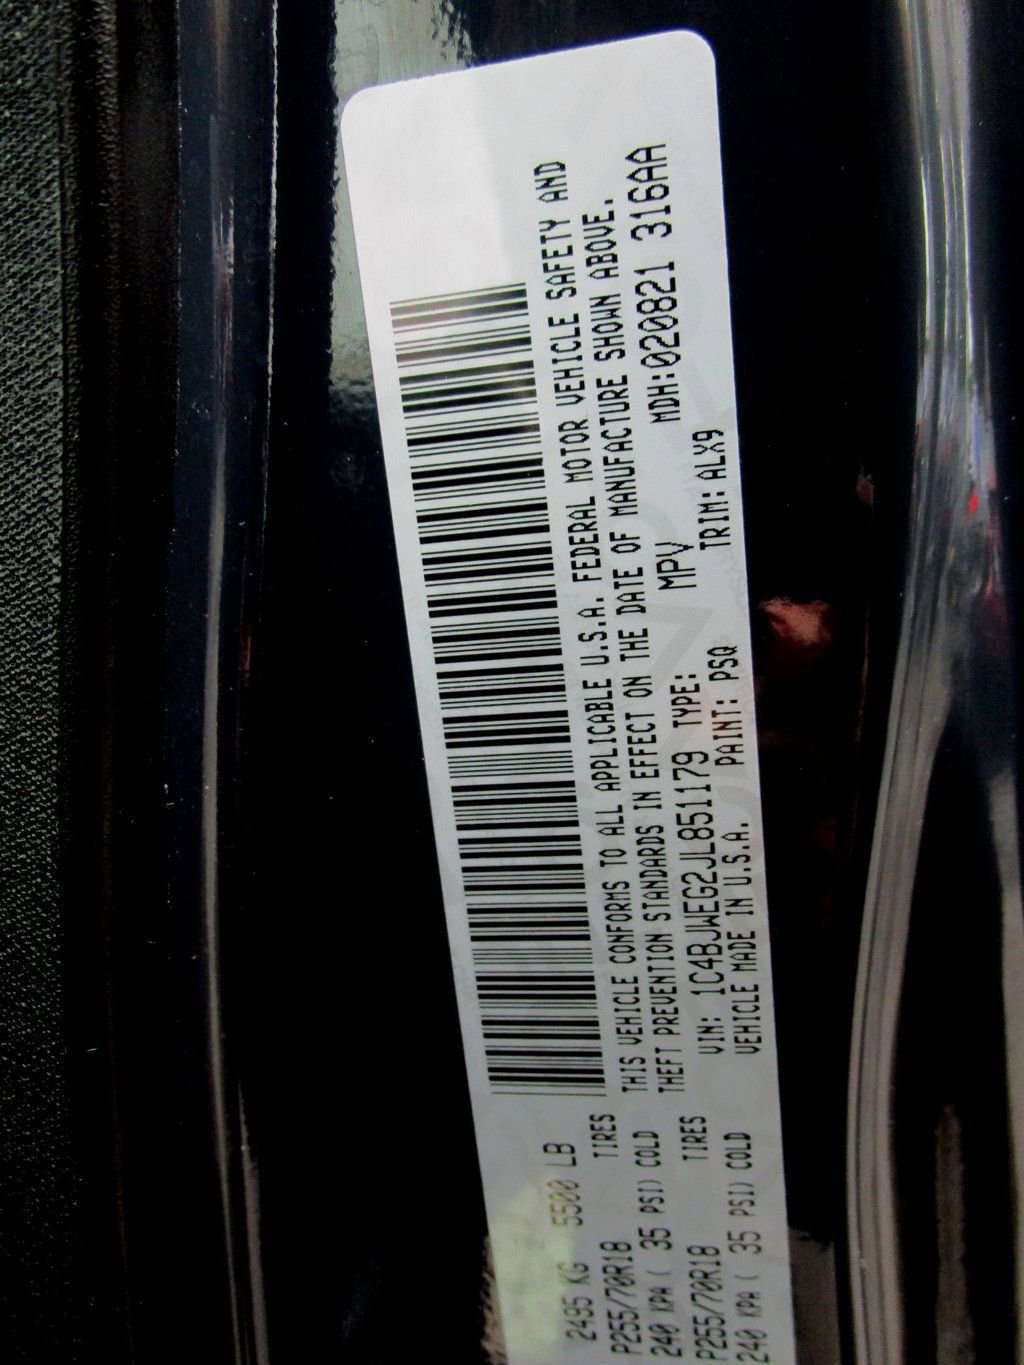 2495 KG 5500 LB
P255/70R18 TIRES
240 KPA ( 35 PSI) COLD
P255/70R18 TIRES
240 KPA ( 35 PSI) COLD
THIS VEHICLE CONFORMS TO ALL APPLICABLE U.S.A. FEDERAL MOTOR VEHICLE SAFETY AND
THEFT PREVENTION STANDARDS IN EFFECT ON THE DATE OF MANUFACTURE SHOWN ABOVE.
VIN: 1C4BJWEG2JL851179 TYPE: MPV MDH:020821 316AA
VEHICLE MADE IN U.S.A. PAINT: PSQ TRIM: ALX9